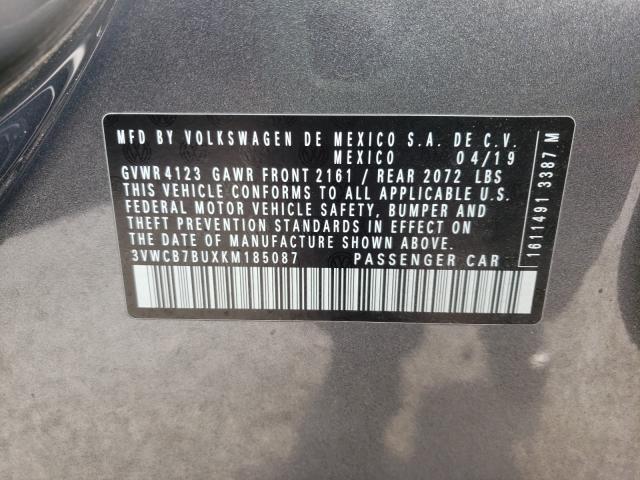 MFD BY VOLKSWAGEN DE MEXICO S.A. DE C.V.
MEXICO 04/19
GVWR 4123 GAWR FRONT 2161 / REAR 2072 LBS
THIS VEHICLE CONFORMS TO ALL APPLICABLE U.S.
FEDERAL MOTOR VEHICLE SAFETY, BUMPER AND
THEFT PREVENTION STANDARDS IN EFFECT ON
THE DATE OF MANUFACTURE SHOWN ABOVE.
3VWCB7BUXKM185087 PASSENGER CAR
1611491 3387 M